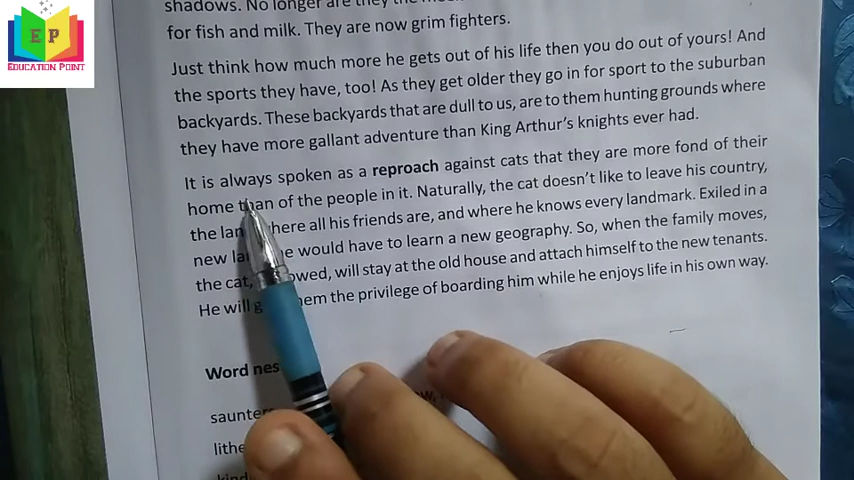 E P
EDUCATION POINT
shadows. No longer are they the
for fish and milk. They are now grim fighters.
Just think how much more he gets out of his life then you do out of yours! And
the sports they have, too! As they get older they go in for sport to the suburban
backyards. These backyards that are dull to us, are to them hunting grounds where
they have more gallant adventure than King Arthur's knights ever had.
It is always spoken as a reproach against cats that they are more fond of their
home than of the people in it. Naturally, the cat doesn't like to leave his country,
the lan here all his friends are, and where he knows every landmark. Exiled in a
new la e would have to learn a new geography. So, when the family moves,
the cat, owed, will stay at the old house and attach himself to the new tenants.
He will g hem the privilege of boarding him while he enjoys life in his own way.
Word nes
saunter
lithe